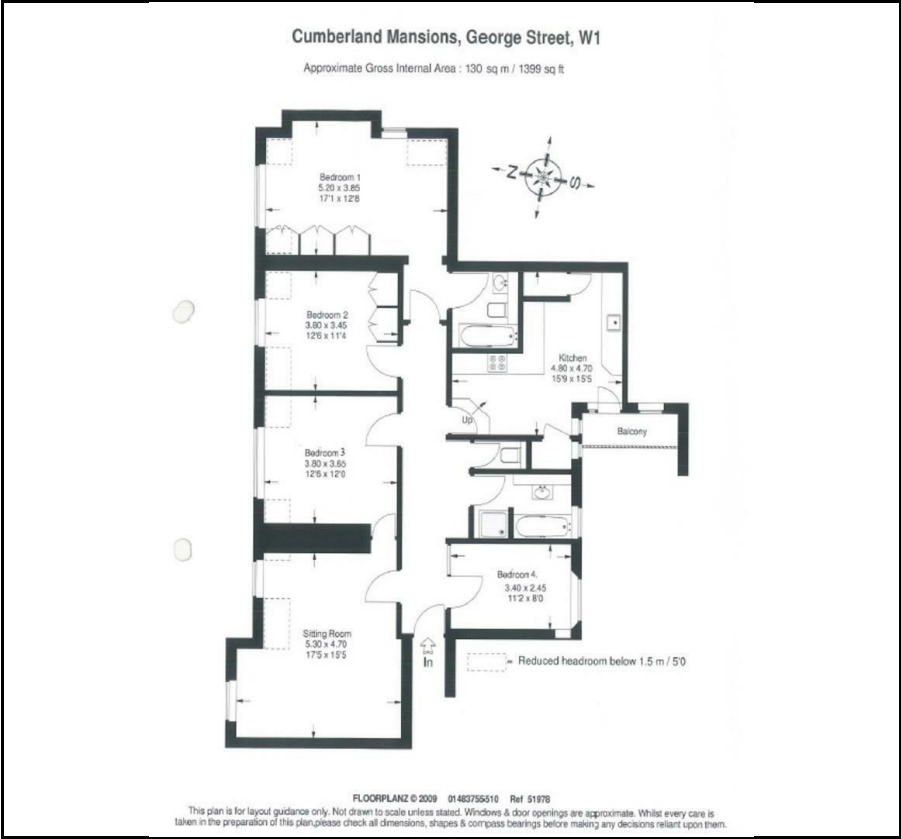 Cumberland Mansions, George Street, W1
Approximate Gross Internal Area : 130 sq m / 1399 sq ft
N
S
Bedroom 1
5.20 x 3.85
17'1 x 12'8
Bedroom 2
3.80 x 3.45
12'6 x 11'4
Kitchen
4.80 x 4.70
15'9 x 15'5
Up
Balcony
Bedroom 3
3.80 x 3.65
12'6 x 12'0
Bedroom 4.
3.40 x 2.45
11'2 x 8'0
Sitting Room
5.30 x 4.70
17'5 x 15'5
In
= Reduced headroom below 1.5 m / 5'0
FLOORPLANZ © 2009 01483755510 Ref 51978
This plan is for layout guidance only. Not drawn to scale unless stated. Windows & door openings are approximate. Whilst every care is
taken in the preparation of this plan,please check all dimensions, shapes & compass bearings before making any decisions reliant upon them.